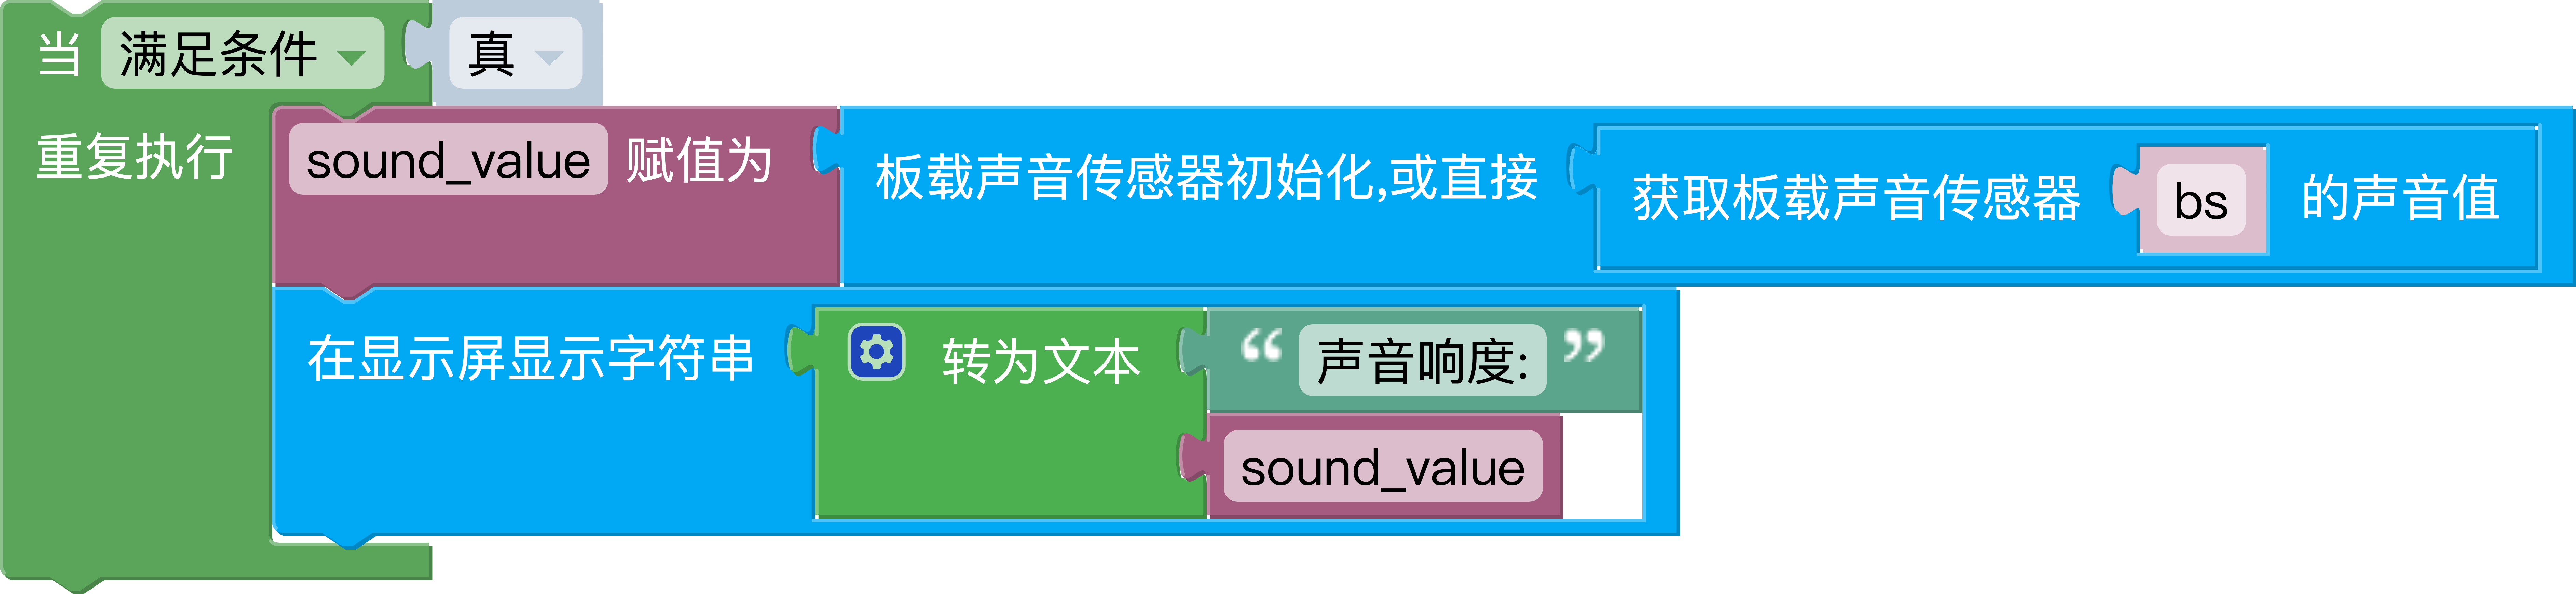 当 满足条件 真
重复执行 sound_value 赋值为 板载声音传感器初始化,或直接 获取板载声音传感器 bs 的声音值
在显示屏显示字符串 转为文本 “ 声音响度: ”
sound_value